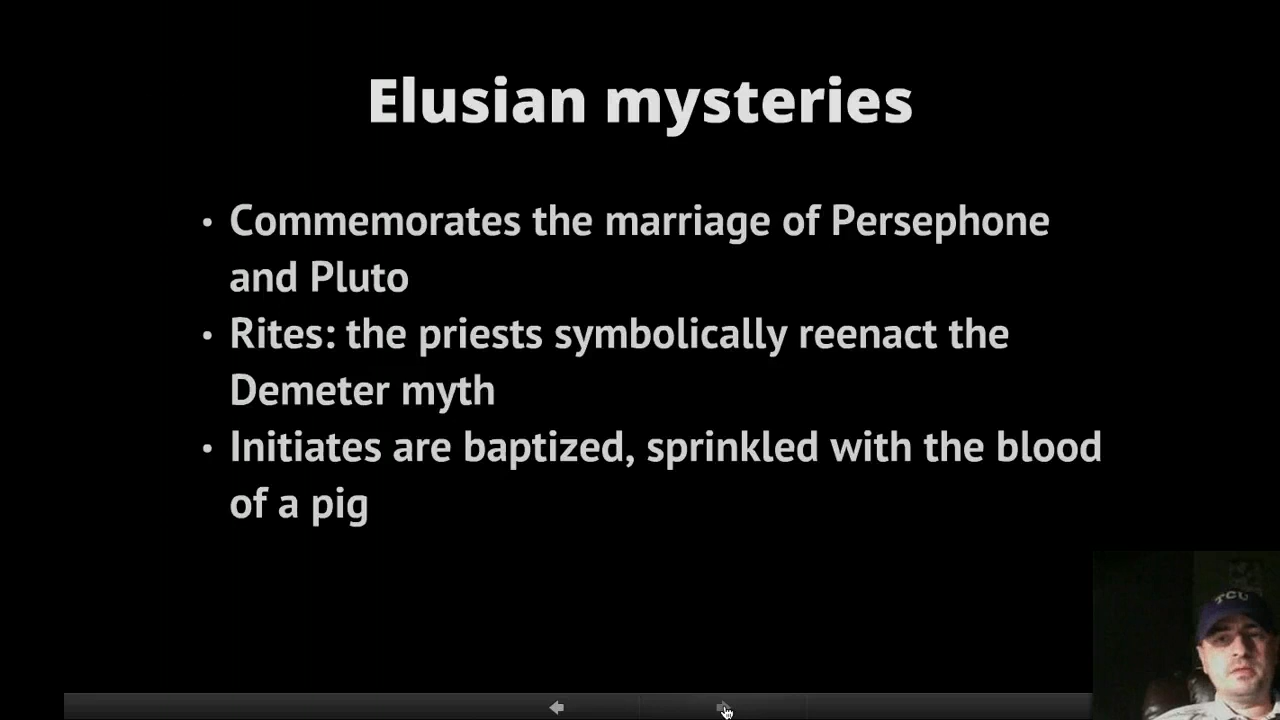 Elusian mysteries
• Commemorates the marriage of Persephone
and Pluto
• Rites: the priests symbolically reenact the
Demeter myth
• Initiates are baptized, sprinkled with the blood
of a pig
TCU